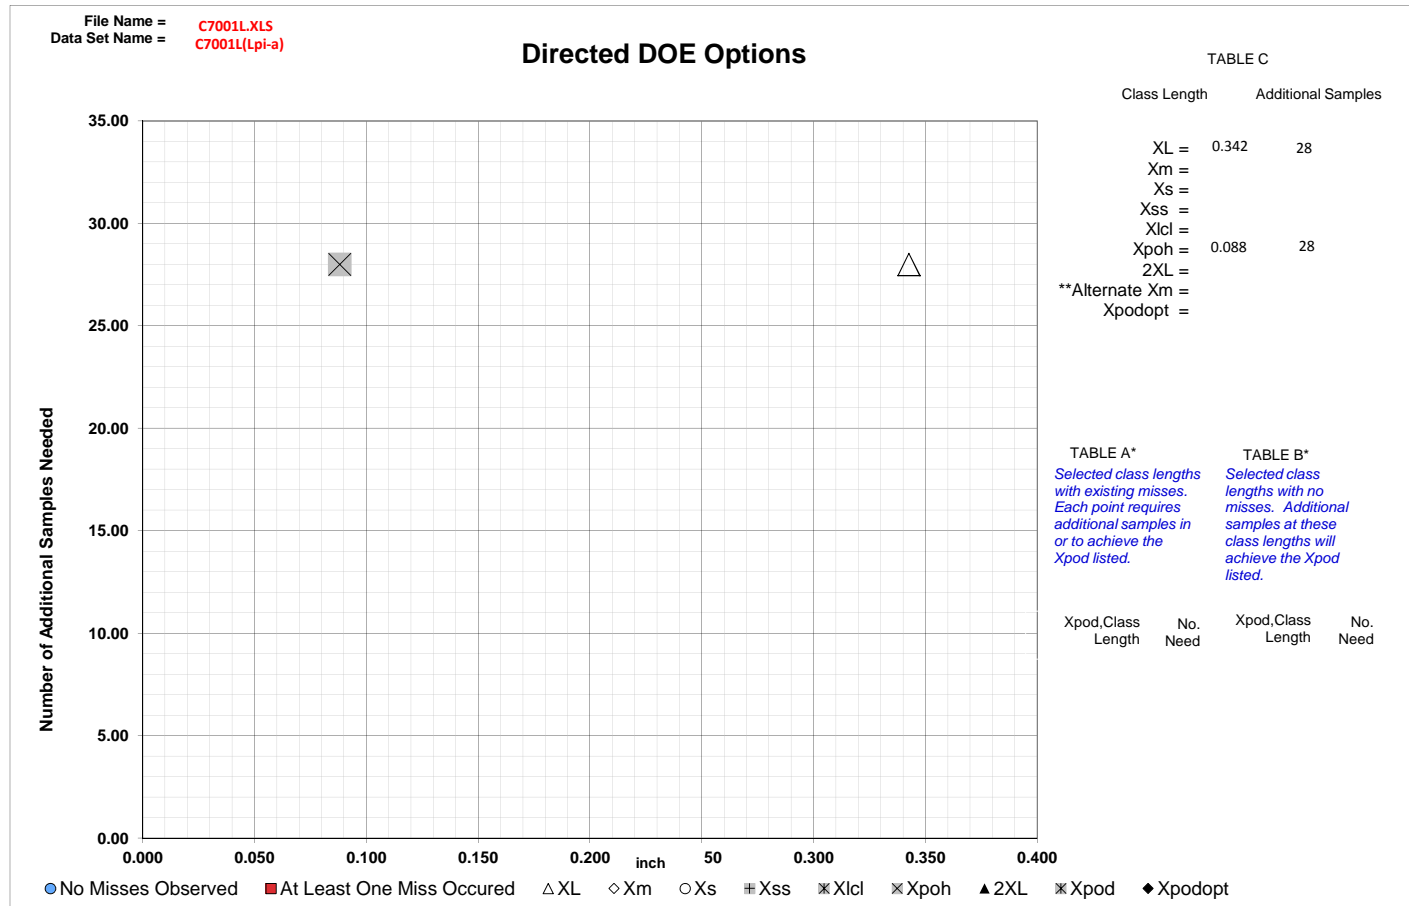 File Name = C7001L.XLS
Data Set Name = C7001L(Lpi-a)
Directed DOE Options
TABLE C
Class Length Additional Samples
XL = 0.342 28
Xm =
Xs =
Xss =
Xlcl =
Xpoh = 0.088 28
2XL =
**Alternate Xm =
Xpodopt =
TABLE A*
Selected class lengths
with existing misses.
Each point requires
additional samples in
or to achieve the
Xpod listed.
Xpod,Class No.
Length Need
TABLE B*
Selected class
lengths with no
misses. Additional
samples at these
class lengths will
achieve the Xpod
listed.
Xpod,Class No.
Length Need
Number of Additional Samples Needed
35.00
30.00
25.00
20.00
15.00
10.00
5.00
0.00
0.000 0.050 0.100 0.150 0.200 50 0.300 0.350 0.400
inch
No Misses Observed At Least One Miss Occured XL Xm Xs Xss Xlcl Xpoh 2XL Xpod Xpodopt